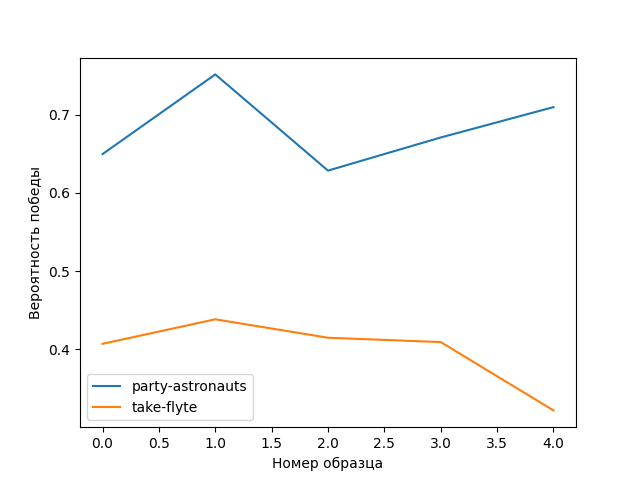 0.7
0.6
0.5
0.4
Вероятность победы
party-astronauts
take-flyte
0.0 0.5 1.0 1.5 2.0 2.5 3.0 3.5 4.0
Номер образца